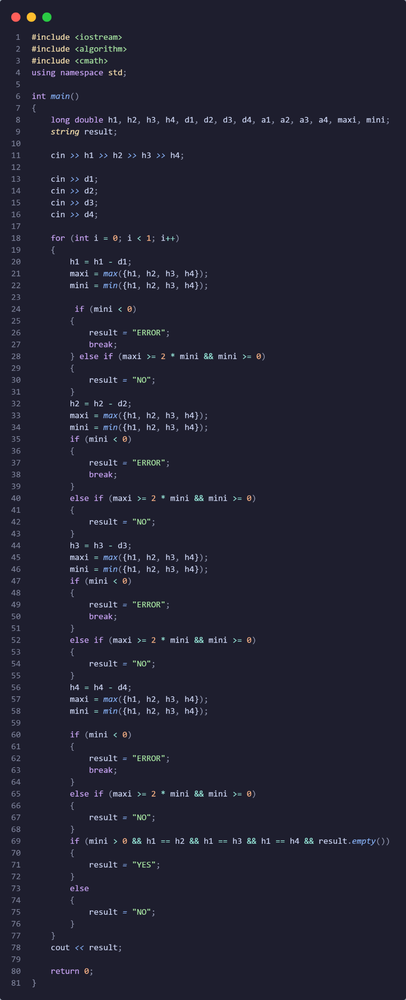 1 #include <iostream>
2 #include <algorithm>
3 #include <cmath>
4 using namespace std;
5
6 int main()
7 {
8     long double h1, h2, h3, h4, d1, d2, d3, d4, a1, a2, a3, a4, maxi, mini;
9     string result;
10
11     cin >> h1 >> h2 >> h3 >> h4;
12
13     cin >> d1;
14     cin >> d2;
15     cin >> d3;
16     cin >> d4;
17
18     for (int i = 0; i < 1; i++)
19     {
20         h1 = h1 - d1;
21         maxi = max({h1, h2, h3, h4});
22         mini = min({h1, h2, h3, h4});
23
24          if (mini < 0)
25         {
26             result = "ERROR";
27             break;
28         } else if (maxi >= 2 * mini && mini >= 0)
29         {
30             result = "NO";
31         }
32         h2 = h2 - d2;
33         maxi = max({h1, h2, h3, h4});
34         mini = min({h1, h2, h3, h4});
35         if (mini < 0)
36         {
37             result = "ERROR";
38             break;
39         }
40         else if (maxi >= 2 * mini && mini >= 0)
41         {
42             result = "NO";
43         }
44         h3 = h3 - d3;
45         maxi = max({h1, h2, h3, h4});
46         mini = min({h1, h2, h3, h4});
47         if (mini < 0)
48         {
49             result = "ERROR";
50             break;
51         }
52         else if (maxi >= 2 * mini && mini >= 0)
53         {
54             result = "NO";
55         }
56         h4 = h4 - d4;
57         maxi = max({h1, h2, h3, h4});
58         mini = min({h1, h2, h3, h4});
59
60         if (mini < 0)
61         {
62             result = "ERROR";
63             break;
64         }
65         else if (maxi >= 2 * mini && mini >= 0)
66         {
67             result = "NO";
68         }
69         if (mini > 0 && h1 == h2 && h1 == h3 && h1 == h4 && result.empty())
70         {
71             result = "YES";
72         }
73         else
74         {
75             result = "NO";
76         }
77     }
78     cout << result;
79
80     return 0;
81 }